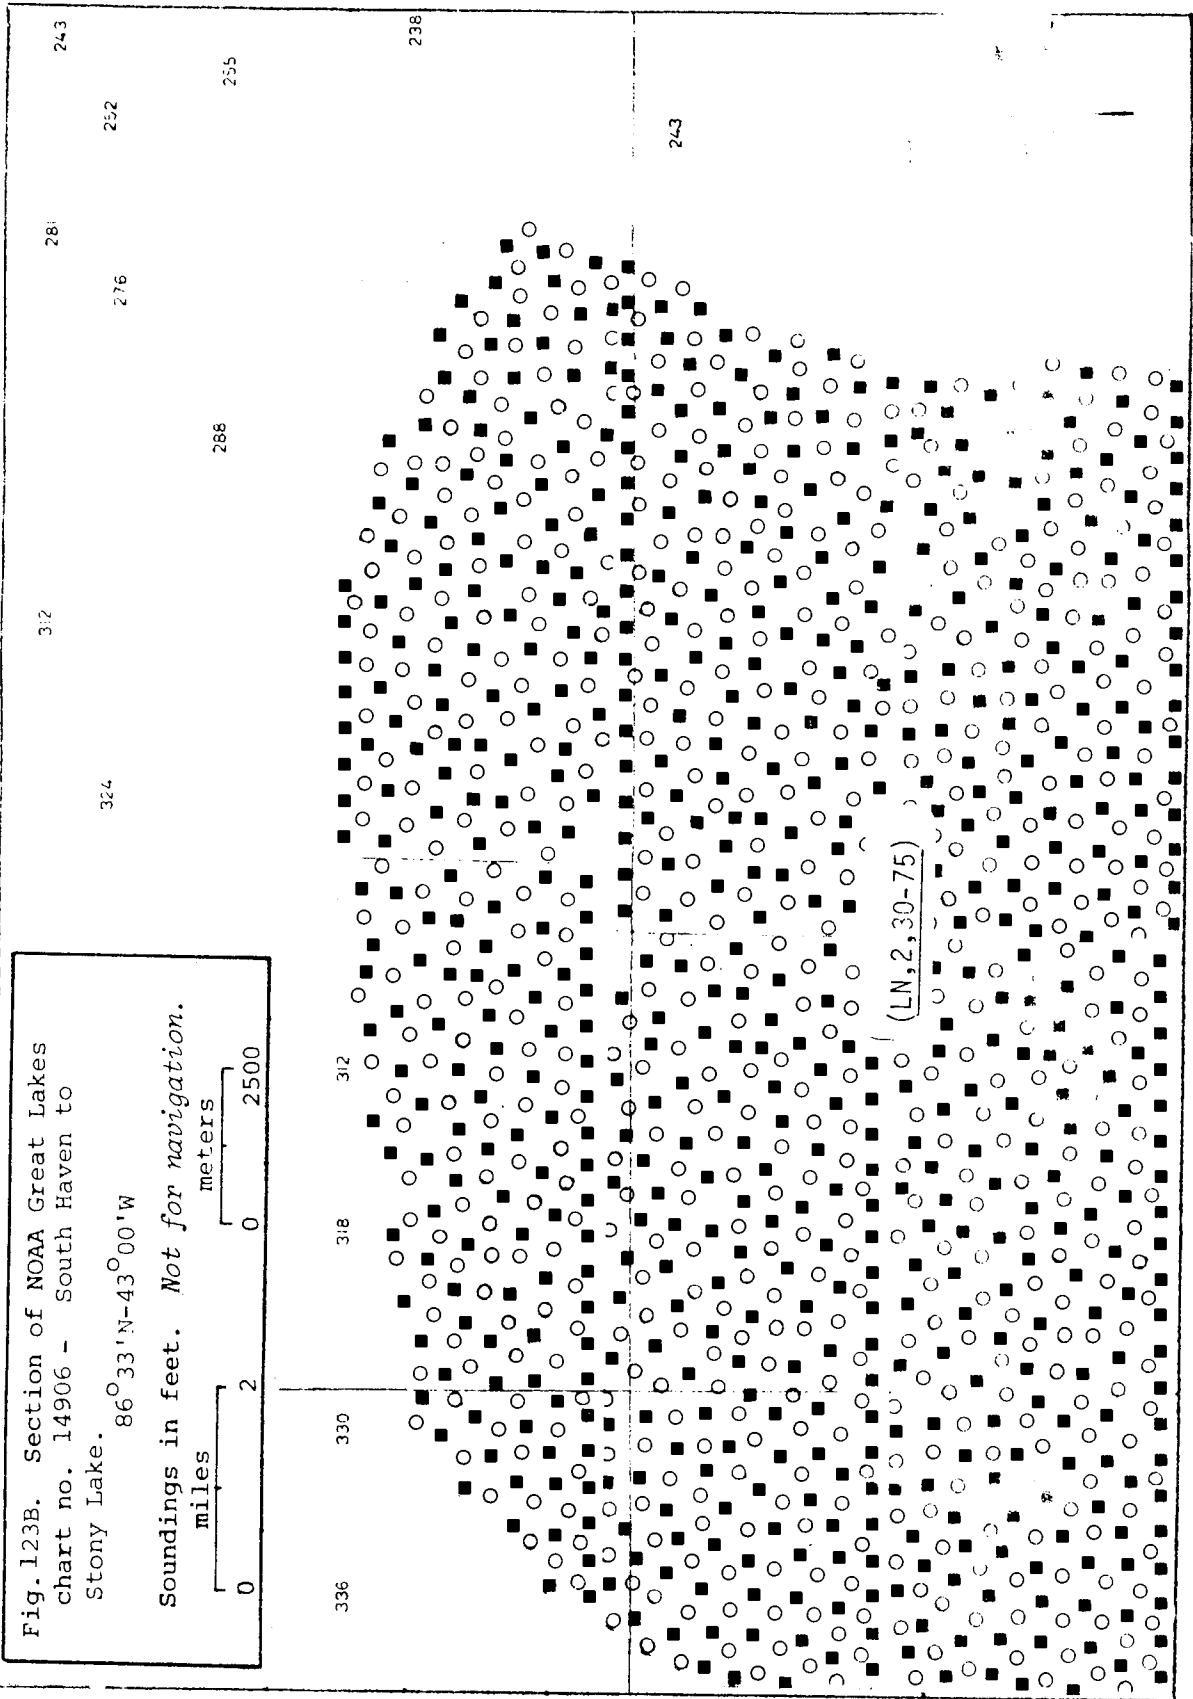 Fig.123B. Section of NOAA Great Lakes
chart no. 14906 - South Haven to
Stony Lake.
86°33'N-43°00'W
Soundings in feet. Not for navigation.
miles
meters
0 2
0 2500
243
252
255
238
281
276
243
288
312
324
312
318
330
336
(LN,2,30-75)